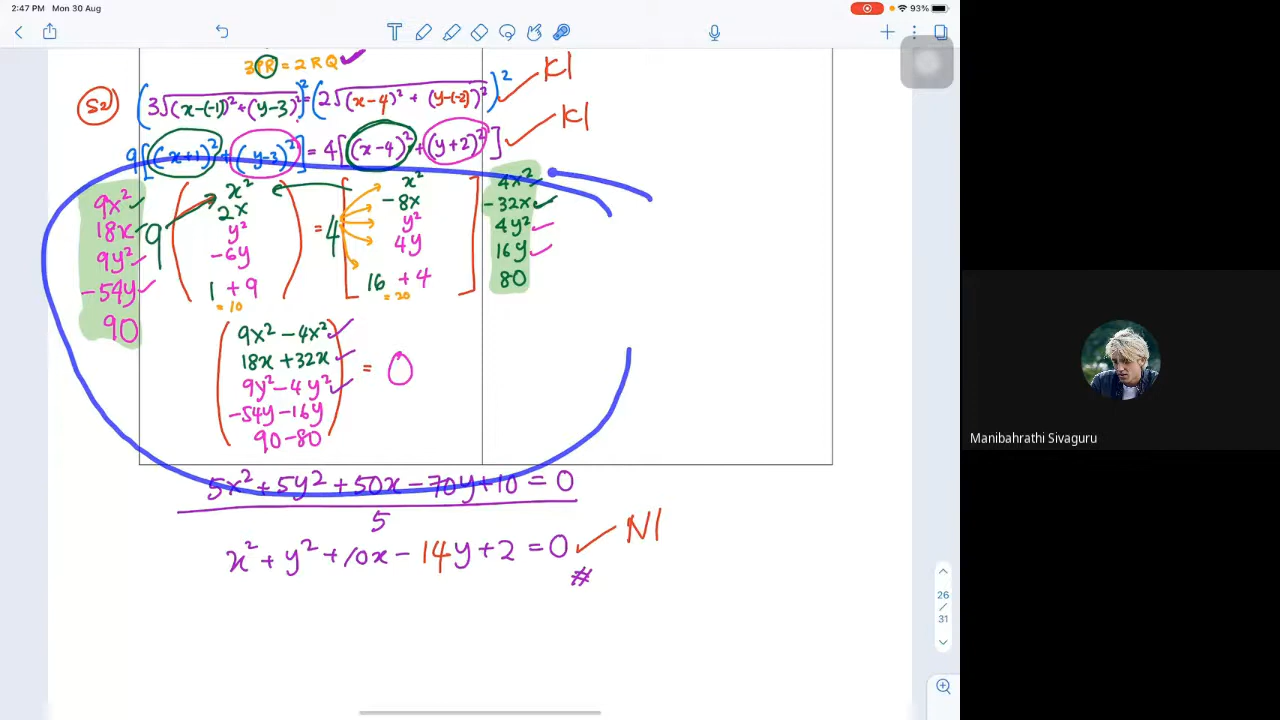 2:47 PM Mon 30 Aug
93%
3PR = 2RQ
S2
(3√(x-(-1))²+(y-3)²)² = (2√(x-4)² + (y-(-2))²)²
K1
9[(x+1)² + (y-3)²] = 4[(x-4)² + (y+2)²]
K1
9x²
18x
9y²
-54y
90
9
x²
2x
y²
-6y
1 + 9
= 10
= 4
x²
-8x
y²
4y
16 + 4
= 20
4x²
-32x
4y²
16y
80
9x² - 4x²
18x + 32x
9y² - 4y²
-54y - 16y
90 - 80
= 0
5x² + 5y² + 50x - 70y + 10 = 0
5
x² + y² + 10x - 14y + 2 = 0
N1
#
26
/
31
Manibahrathi Sivaguru